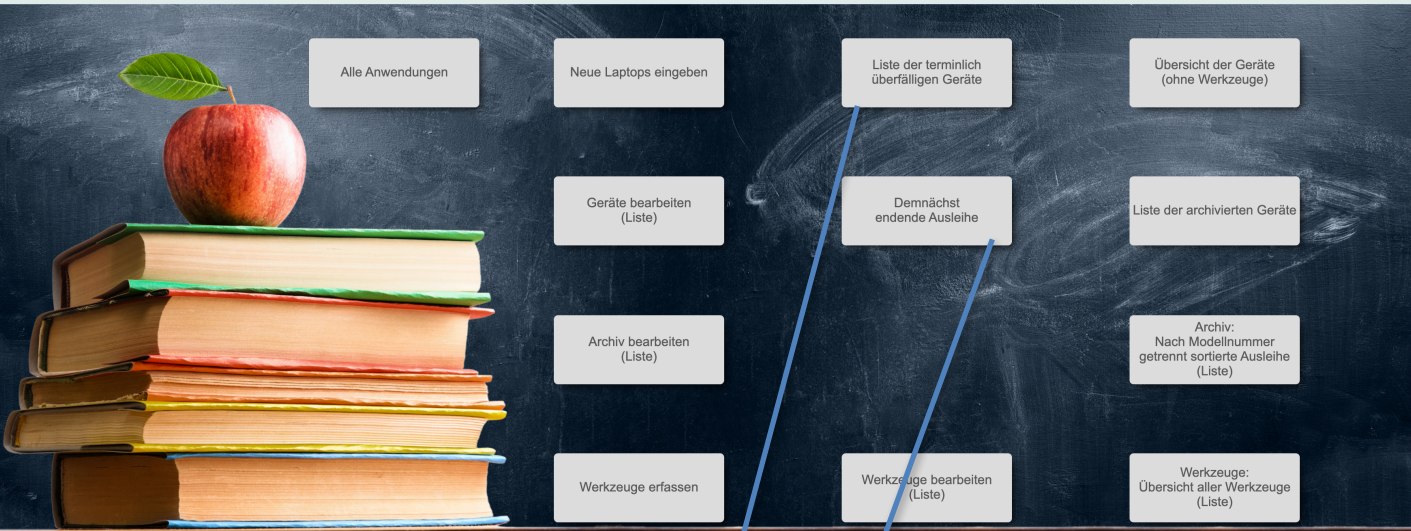 Alle Anwendungen
Neue Laptops eingeben
Liste der terminlich
überfälligen Geräte
Übersicht der Geräte
(ohne Werkzeuge)
Geräte bearbeiten
(Liste)
Demnächst
endende Ausleihe
Liste der archivierten Geräte
Archiv bearbeiten
(Liste)
Archiv:
Nach Modellnummer
getrennt sortierte Ausleihe
(Liste)
Werkzeuge erfassen
Werkzeuge bearbeiten
(Liste)
Werkzeuge:
Übersicht aller Werkzeuge
(Liste)